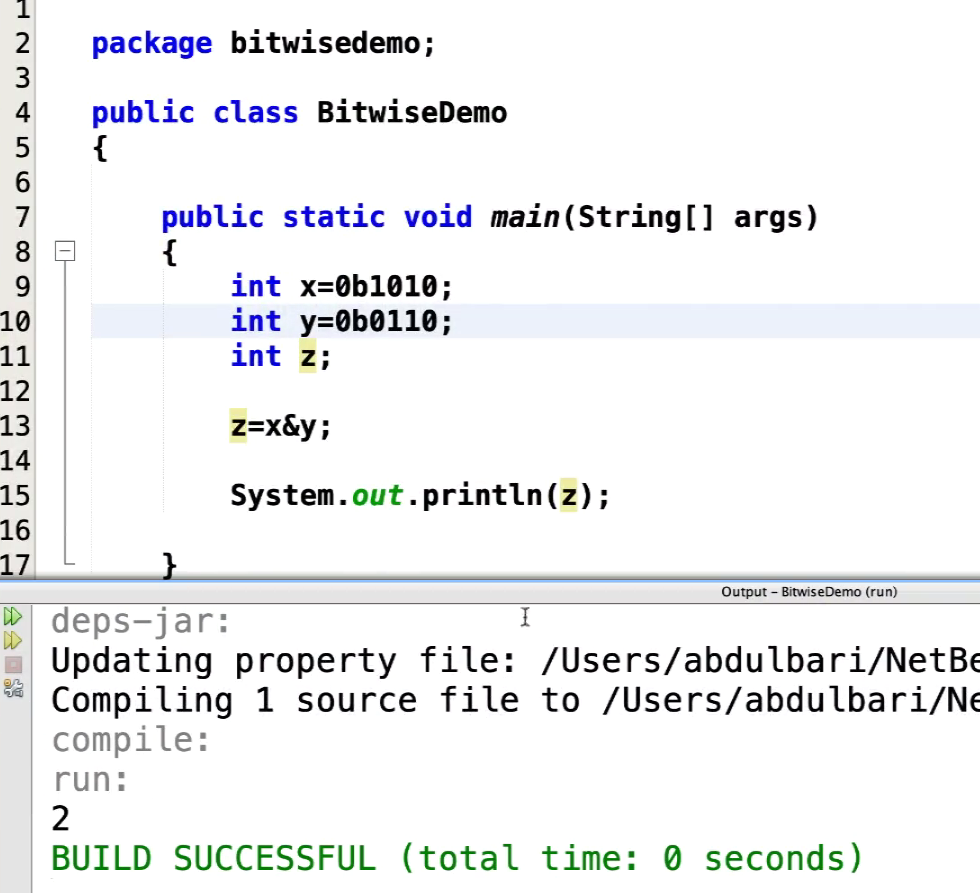 1
2 package bitwisedemo;
3
4 public class BitwiseDemo
5 {
6
7 public static void main(String[] args)
8 {
9 int x=0b1010;
10 int y=0b0110;
11 int z;
12
13 z=x&y;
14
15 System.out.println(z);
16
17 }
Output - BitwiseDemo (run)
deps-jar:
Updating property file: /Users/abdulbari/NetBe
Compiling 1 source file to /Users/abdulbari/Ne
compile:
run:
2
BUILD SUCCESSFUL (total time: 0 seconds)